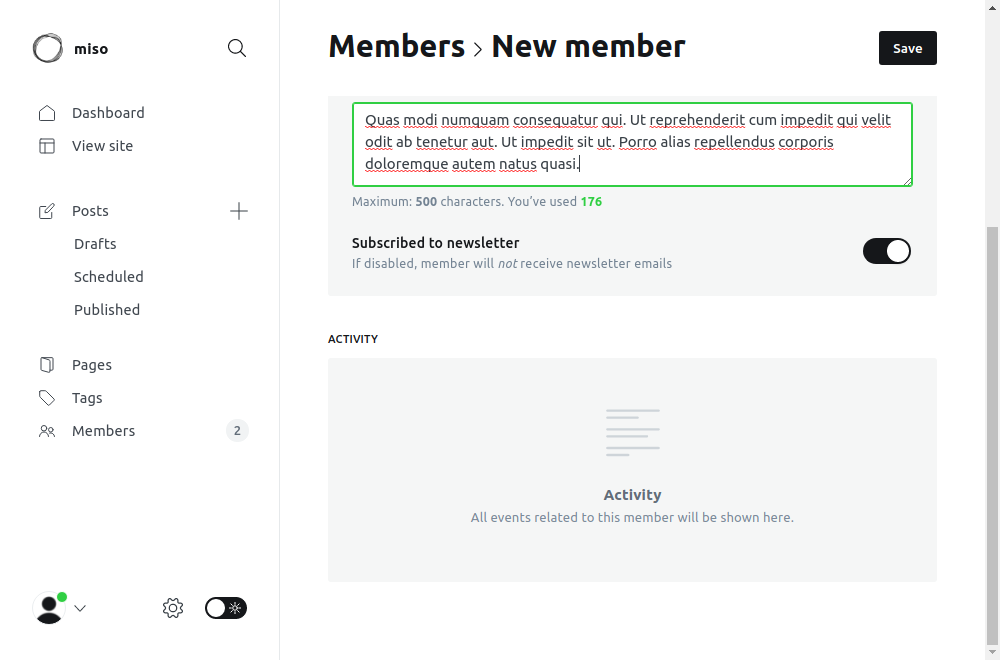 miso
Dashboard
View site
Posts
Drafts
Scheduled
Published
Pages
Tags
Members 2
Members › New member
Save
Quas modi numquam consequatur qui. Ut reprehenderit cum impedit qui velit
odit ab tenetur aut. Ut impedit sit ut. Porro alias repellendus corporis
doloremque autem natus quasi.
Maximum: 500 characters. You’ve used 176
Subscribed to newsletter
If disabled, member will not receive newsletter emails
ACTIVITY
Activity
All events related to this member will be shown here.